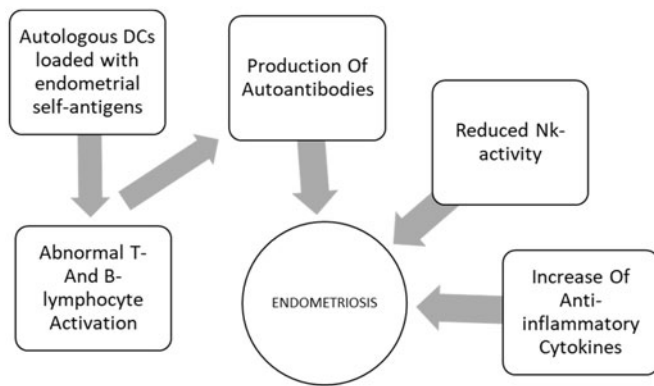 Autologous DCs
loaded with
endometrial
self-antigens
Production Of
Autoantibodies
Reduced Nk-
activity
Abnormal T-
And B-
lymphocyte
Activation
ENDOMETRIOSIS
Increase Of
Anti-
inflammatory
Cytokines